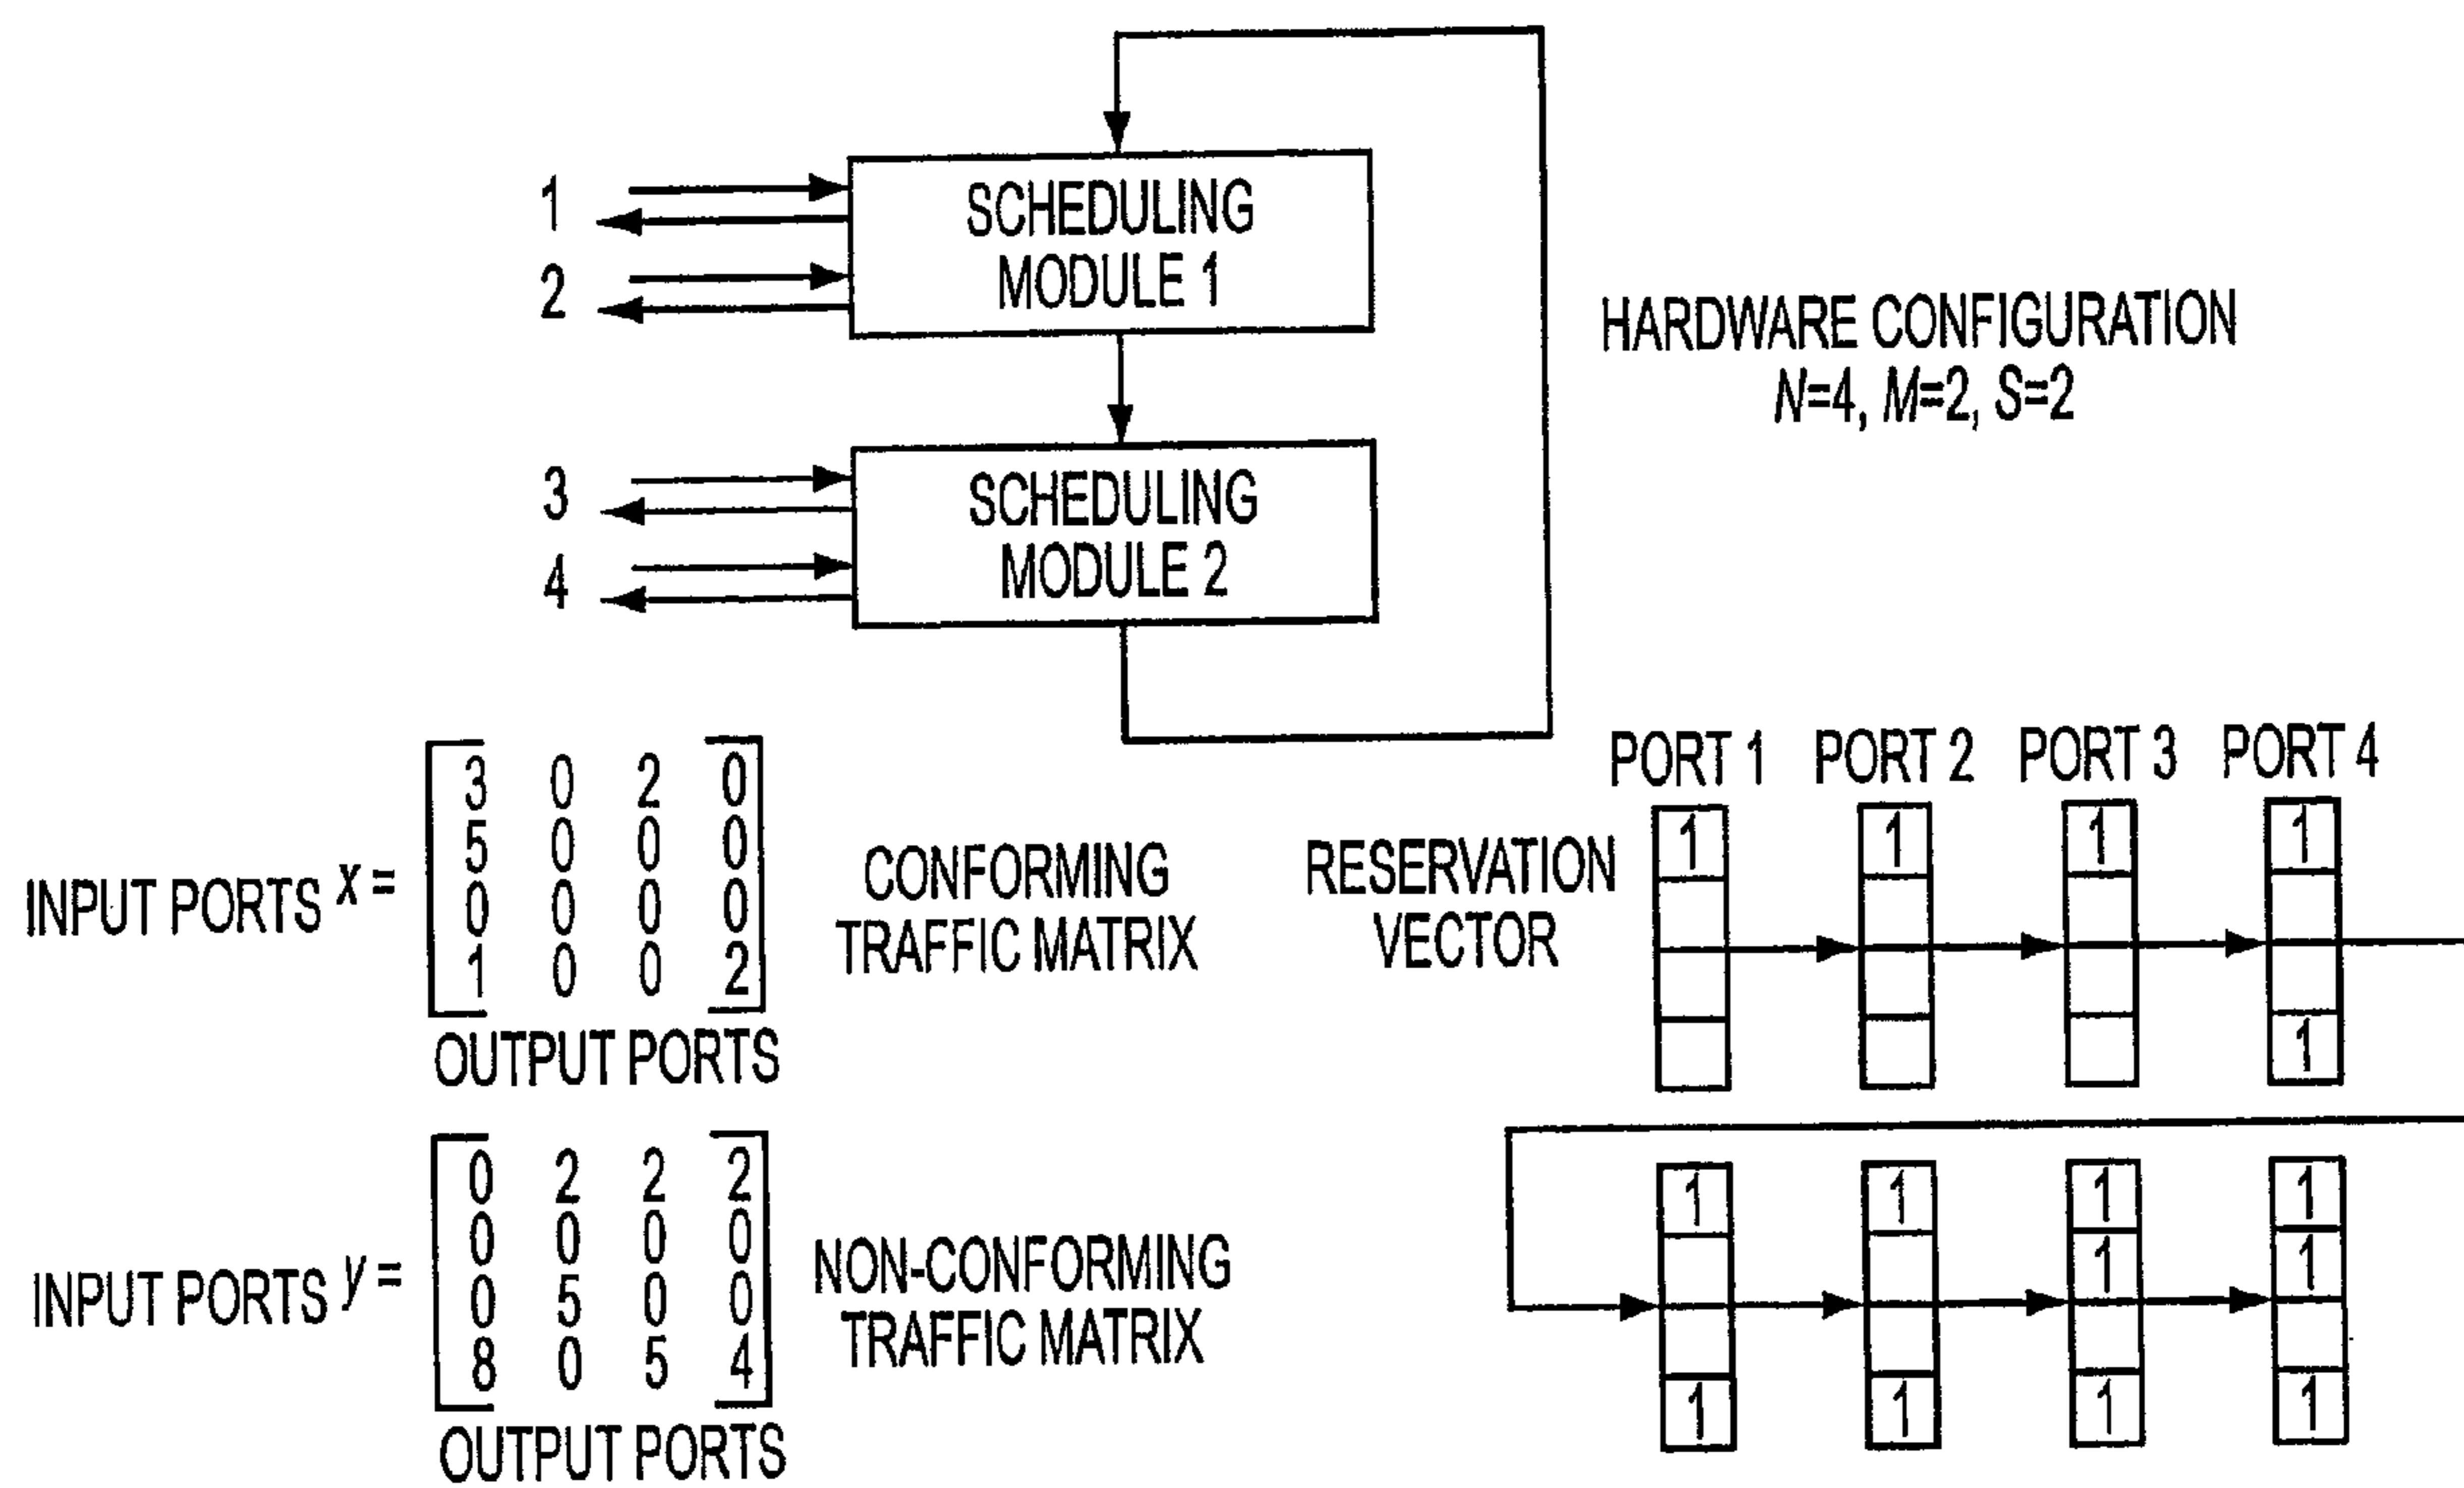 1
2
SCHEDULING
MODULE 1
HARDWARE CONFIGURATION
N=4, M=2, S=2
3
4
SCHEDULING
MODULE 2
INPUT PORTS x =
3 0 2 0
5 0 0 0
0 0 0 0
1 0 0 2
OUTPUT PORTS
CONFORMING
TRAFFIC MATRIX
INPUT PORTS y =
0 2 2 2
0 0 0 0
0 5 0 0
8 0 5 4
OUTPUT PORTS
NON-CONFORMING
TRAFFIC MATRIX
RESERVATION
VECTOR
PORT 1 PORT 2 PORT 3 PORT 4
1 1 1 1
1
1 1 1 1
1 1
1 1 1 1